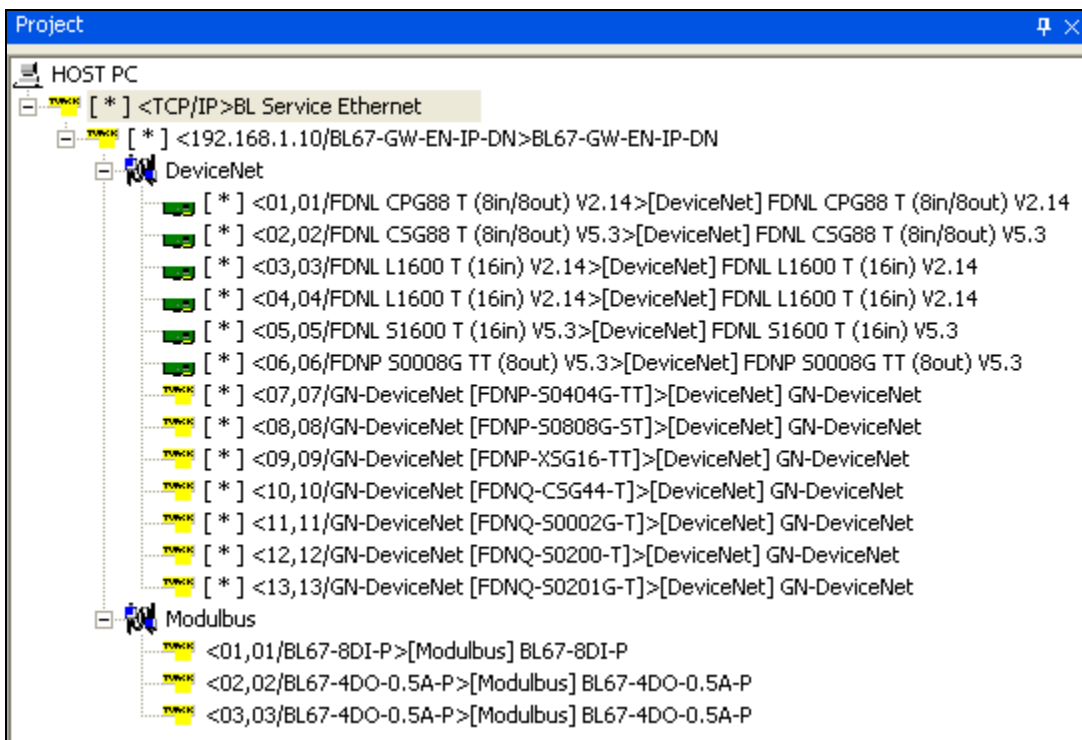 Project
HOST PC
[ * ] <TCP/IP>BL Service Ethernet
[ * ] <192.168.1.10/BL67-GW-EN-IP-DN>BL67-GW-EN-IP-DN
DeviceNet
[ * ] <01,01/FDNL CPG88 T (8in/8out) V2.14>[DeviceNet] FDNL CPG88 T (8in/8out) V2.14
[ * ] <02,02/FDNL CSG88 T (8in/8out) V5.3>[DeviceNet] FDNL CSG88 T (8in/8out) V5.3
[ * ] <03,03/FDNL L1600 T (16in) V2.14>[DeviceNet] FDNL L1600 T (16in) V2.14
[ * ] <04,04/FDNL L1600 T (16in) V2.14>[DeviceNet] FDNL L1600 T (16in) V2.14
[ * ] <05,05/FDNL S1600 T (16in) V5.3>[DeviceNet] FDNL S1600 T (16in) V5.3
[ * ] <06,06/FDNP S0008G TT (8out) V5.3>[DeviceNet] FDNP S0008G TT (8out) V5.3
TURCK [ * ] <07,07/GN-DeviceNet [FDNP-S0404G-TT]>[DeviceNet] GN-DeviceNet
TURCK [ * ] <08,08/GN-DeviceNet [FDNP-S0808G-ST]>[DeviceNet] GN-DeviceNet
TURCK [ * ] <09,09/GN-DeviceNet [FDNP-XSG16-TT]>[DeviceNet] GN-DeviceNet
TURCK [ * ] <10,10/GN-DeviceNet [FDNQ-CSG44-T]>[DeviceNet] GN-DeviceNet
TURCK [ * ] <11,11/GN-DeviceNet [FDNQ-S0002G-T]>[DeviceNet] GN-DeviceNet
TURCK [ * ] <12,12/GN-DeviceNet [FDNQ-S0200-T]>[DeviceNet] GN-DeviceNet
TURCK [ * ] <13,13/GN-DeviceNet [FDNQ-S0201G-T]>[DeviceNet] GN-DeviceNet
Modulbus
TURCK <01,01/BL67-8DI-P>[Modulbus] BL67-8DI-P
TURCK <02,02/BL67-4DO-0.5A-P>[Modulbus] BL67-4DO-0.5A-P
TURCK <03,03/BL67-4DO-0.5A-P>[Modulbus] BL67-4DO-0.5A-P